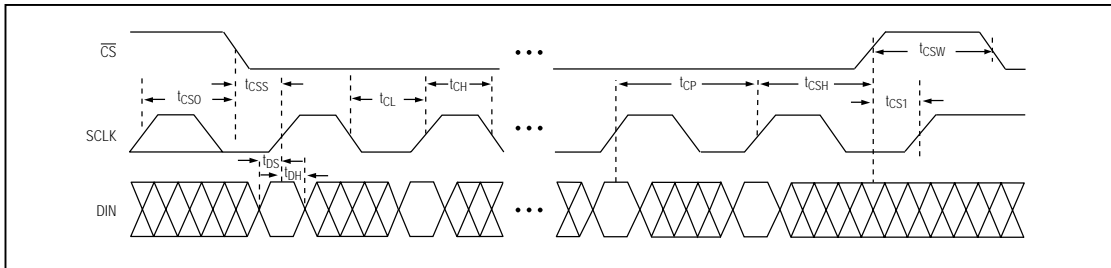 CS
tCSW
tCSS
tCH
tCP
tCSH
tCSO
tCL
tCS1
SCLK
tDS
tDH
DIN